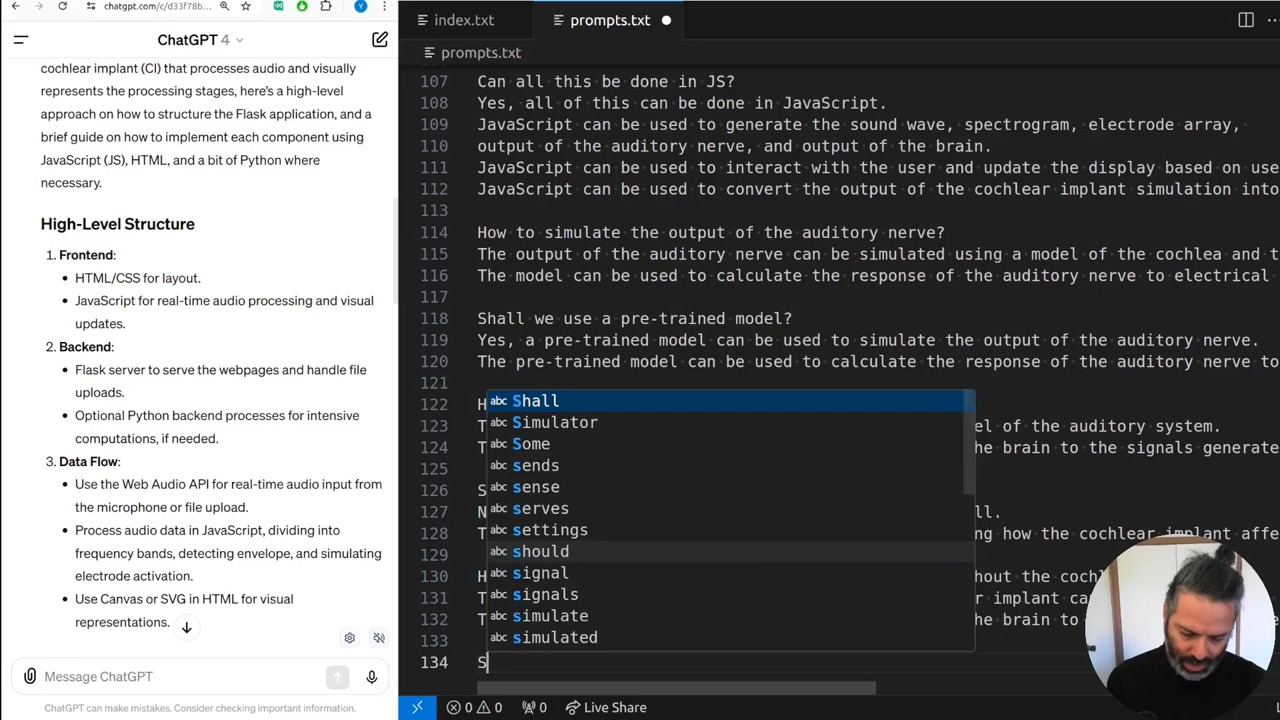 chatgpt.com/c/d33f78b...
Y
ChatGPT 4
cochlear implant (CI) that processes audio and visually
represents the processing stages, here's a high-level
approach on how to structure the Flask application, and a
brief guide on how to implement each component using
JavaScript (JS), HTML, and a bit of Python where
necessary.
High-Level Structure
1. Frontend:
• HTML/CSS for layout.
• JavaScript for real-time audio processing and visual
updates.
2. Backend:
• Flask server to serve the webpages and handle file
uploads.
• Optional Python backend processes for intensive
computations, if needed.
3. Data Flow:
• Use the Web Audio API for real-time audio input from
the microphone or file upload.
• Process audio data in JavaScript, dividing into
frequency bands, detecting envelope, and simulating
electrode activation.
• Use Canvas or SVG in HTML for visual
representations.
Message ChatGPT
ChatGPT can make mistakes. Consider checking important information.
index.txt
prompts.txt
prompts.txt
107 Can all this be done in JS?
108 Yes, all of this can be done in JavaScript.
109 JavaScript can be used to generate the sound wave, spectrogram, electrode array,
110 output of the auditory nerve, and output of the brain.
111 JavaScript can be used to interact with the user and update the display based on use
112 JavaScript can be used to convert the output of the cochlear implant simulation into
113
114 How to simulate the output of the auditory nerve?
115 The output of the auditory nerve can be simulated using a model of the cochlea and t
116 The model can be used to calculate the response of the auditory nerve to electrical
117
118 Shall we use a pre-trained model?
119 Yes, a pre-trained model can be used to simulate the output of the auditory nerve.
120 The pre-trained model can be used to calculate the response of the auditory nerve to
121
122 H
123 T el of the auditory system.
124 T the brain to the signals generate
125
126 S
127 N ll.
128 T ng how the cochlear implant affe
129
130 H hout the cochl
131 T r implant ca
132 T the brain to
133
134 S
abc Shall
abc Simulator
abc Some
abc sends
abc sense
abc serves
abc settings
abc should
abc signal
abc signals
abc simulate
abc simulated
0 0 0 Live Share